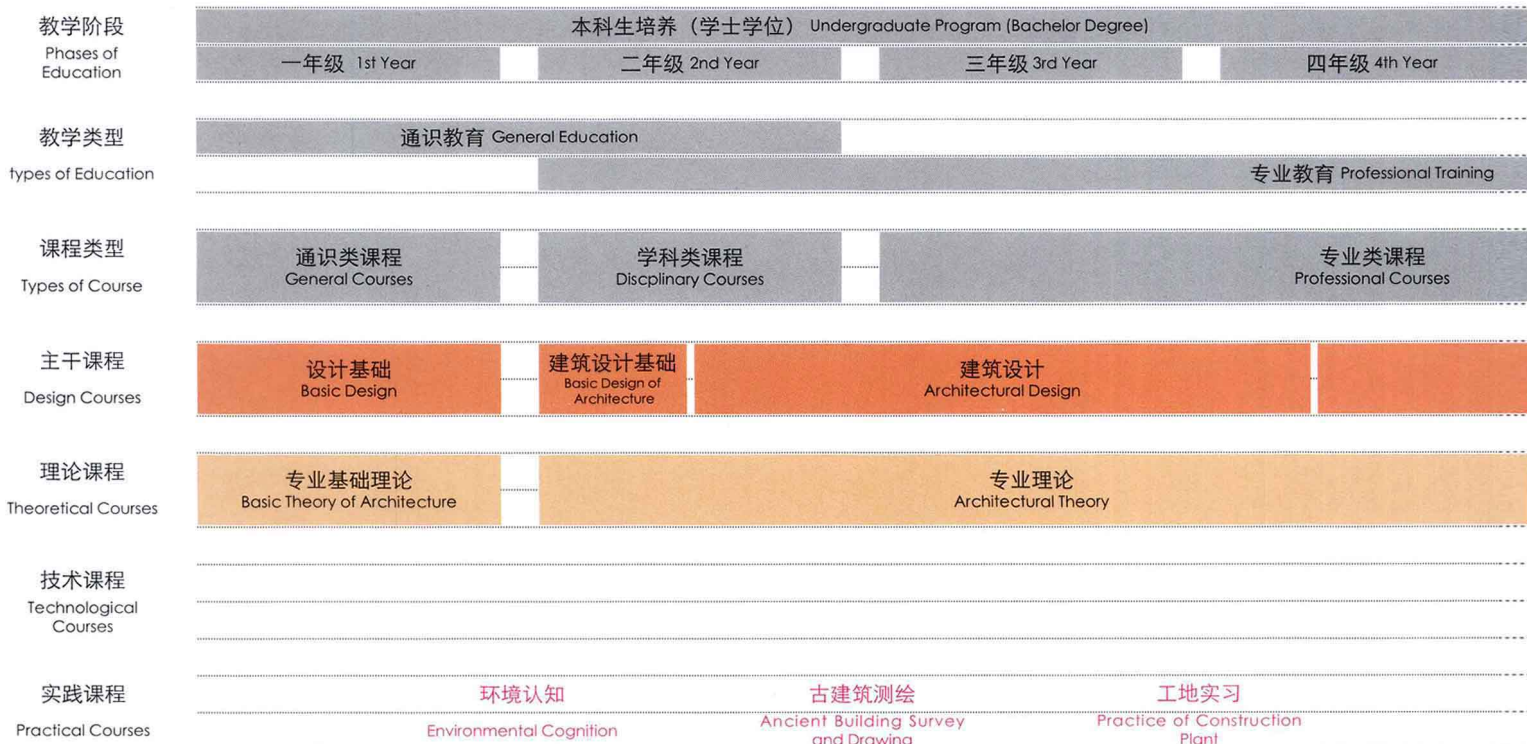 教学阶段
Phases of
Education
本科生培养（学士学位）Undergraduate Program (Bachelor Degree)
一年级 1st Year
二年级 2nd Year
三年级 3rd Year
四年级 4th Year
教学类型
types of Education
通识教育 General Education
专业教育 Professional Training
课程类型
Types of Course
通识类课程
General Courses
学科类课程
Discplinary Courses
专业类课程
Professional Courses
主干课程
Design Courses
设计基础
Basic Design
建筑设计基础
Basic Design of
Architecture
建筑设计
Architectural Design
理论课程
Theoretical Courses
专业基础理论
Basic Theory of Architecture
专业理论
Architectural Theory
技术课程
Technological
Courses
实践课程
Practical Courses
环境认知
Environmental Cognition
古建筑测绘
Ancient Building Survey
and Drawing
工地实习
Practice of Construction
Plant